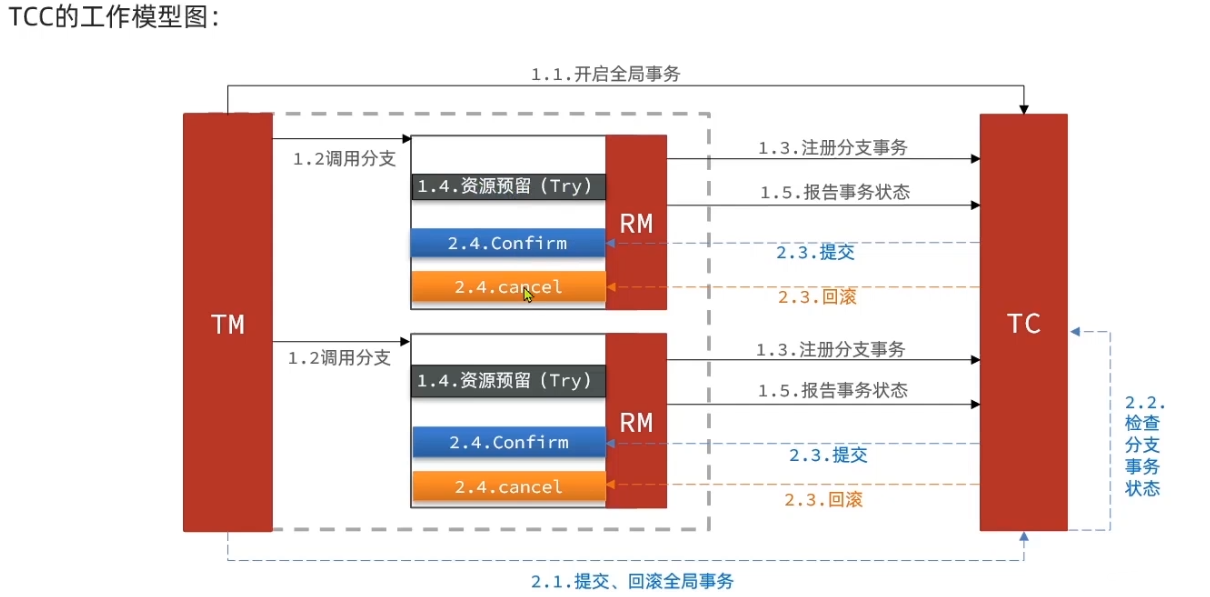 TCC的工作模型图：
1.1.开启全局事务
1.2调用分支
1.3.注册分支事务
1.4.资源预留（Try）
1.5.报告事务状态
RM
2.4.Confirm
2.3.提交
2.4.cancel
2.3.回滚
TM
TC
1.2调用分支
1.3.注册分支事务
1.4.资源预留（Try）
1.5.报告事务状态
RM
2.4.Confirm
2.3.提交
2.4.cancel
2.3.回滚
2.2.
检查
分支
事务
状态
2.1.提交、回滚全局事务